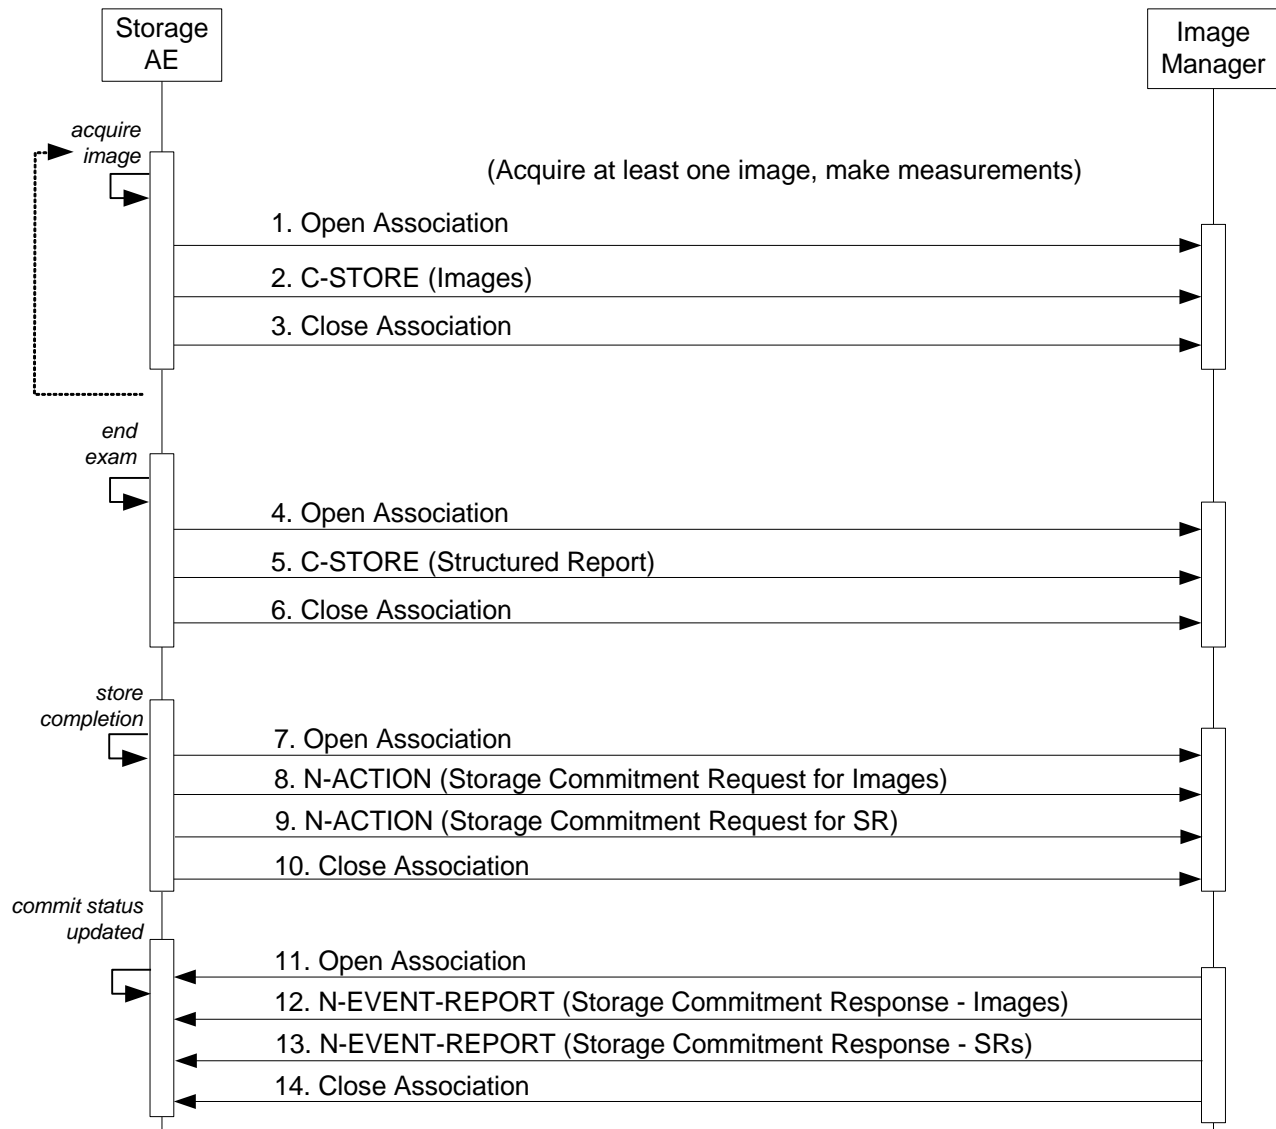 Storage
AE
Image
Manager
acquire
image
(Acquire at least one image, make measurements)
1. Open Association
2. C-STORE (Images)
3. Close Association
end
exam
4. Open Association
5. C-STORE (Structured Report)
6. Close Association
store
completion
7. Open Association
8. N-ACTION (Storage Commitment Request for Images)
9. N-ACTION (Storage Commitment Request for SR)
10. Close Association
commit status
updated
11. Open Association
12. N-EVENT-REPORT (Storage Commitment Response - Images)
13. N-EVENT-REPORT (Storage Commitment Response - SRs)
14. Close Association